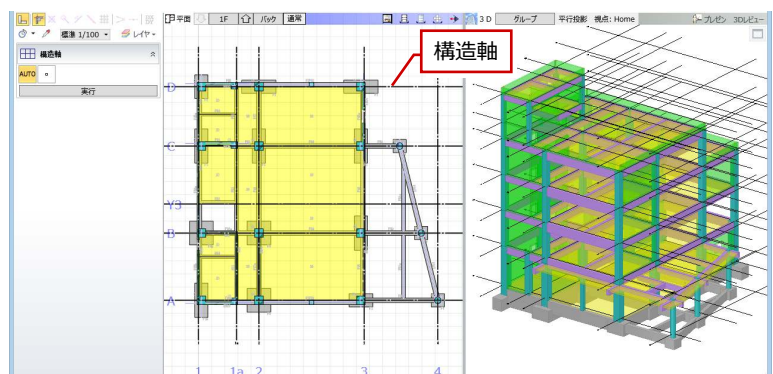 平面 1F バック 通常
3 D グループ 平行投影 視点: Home プレゼン 3Dレビュー
標準 1/100 レイヤー
構造軸
AUTO
実行
構造軸
D
C
Y3
B
A
1 1a 2 3 4